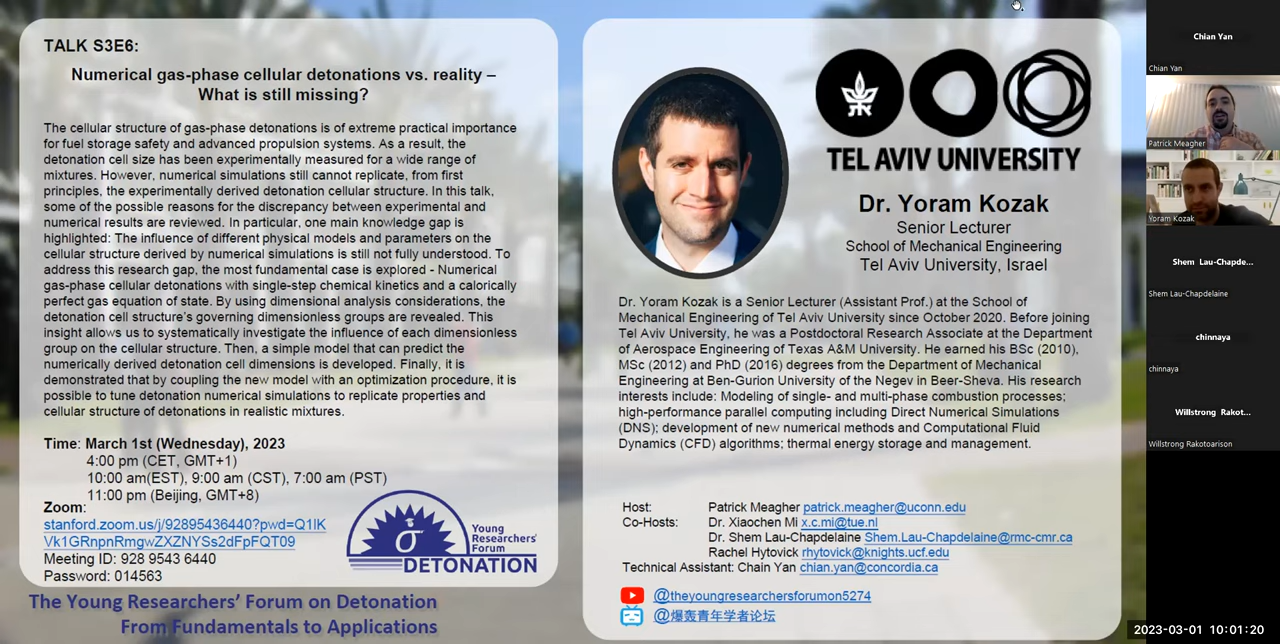 TALK S3E6:
Numerical gas-phase cellular detonations vs. reality –
What is still missing?
The cellular structure of gas-phase detonations is of extreme practical importance
for fuel storage safety and advanced propulsion systems. As a result, the
detonation cell size has been experimentally measured for a wide range of
mixtures. However, numerical simulations still cannot replicate, from first
principles, the experimentally derived detonation cellular structure. In this talk,
some of the possible reasons for the discrepancy between experimental and
numerical results are reviewed. In particular, one main knowledge gap is
highlighted: The influence of different physical models and parameters on the
cellular structure derived by numerical simulations is still not fully understood. To
address this research gap, the most fundamental case is explored - Numerical
gas-phase cellular detonations with single-step chemical kinetics and a calorically
perfect gas equation of state. By using dimensional analysis considerations, the
detonation cell structure's governing dimensionless groups are revealed. This
insight allows us to systematically investigate the influence of each dimensionless
group on the cellular structure. Then, a simple model that can predict the
numerically derived detonation cell dimensions is developed. Finally, it is
demonstrated that by coupling the new model with an optimization procedure, it is
possible to tune detonation numerical simulations to replicate properties and
cellular structure of detonations in realistic mixtures.
Time: March 1st (Wednesday), 2023
4:00 pm (CET, GMT+1)
10:00 am(EST), 9:00 am (CST), 7:00 am (PST)
11:00 pm (Beijing, GMT+8)
Zoom:
stanford.zoom.us/j/92895436440?pwd=Q1lK
Vk1GRnpnRmgwZXZNYSs2dFpFQT09
Meeting ID: 928 9543 6440
Password: 014563
σ
Young
Researchers'
Forum
DETONATION
The Young Researchers' Forum on Detonation
From Fundamentals to Applications
TEL AVIV UNIVERSITY
Dr. Yoram Kozak
Senior Lecturer
School of Mechanical Engineering
Tel Aviv University, Israel
Dr. Yoram Kozak is a Senior Lecturer (Assistant Prof.) at the School of
Mechanical Engineering of Tel Aviv University since October 2020. Before joining
Tel Aviv University, he was a Postdoctoral Research Associate at the Department
of Aerospace Engineering of Texas A&M University. He earned his BSc (2010),
MSc (2012) and PhD (2016) degrees from the Department of Mechanical
Engineering at Ben-Gurion University of the Negev in Beer-Sheva. His research
interests include: Modeling of single- and multi-phase combustion processes;
high-performance parallel computing including Direct Numerical Simulations
(DNS); development of new numerical methods and Computational Fluid
Dynamics (CFD) algorithms; thermal energy storage and management.
Host: Patrick Meagher patrick.meagher@uconn.edu
Co-Hosts: Dr. Xiaochen Mi x.c.mi@tue.nl
Dr. Shem Lau-Chapdelaine Shem.Lau-Chapdelaine@rmc-cmr.ca
Rachel Hytovick rhytovick@knights.ucf.edu
Technical Assistant: Chain Yan chian.yan@concordia.ca
@theyoungresearchersforumon5274
@爆轰青年学者论坛
Chian Yan
Chian Yan
Patrick Meagher
Yoram Kozak
Shem Lau-Chapde...
Shem Lau-Chapdelaine
chinnaya
chinnaya
Willstrong Rakot...
Willstrong Rakotoarison
2023-03-01 10:01:20